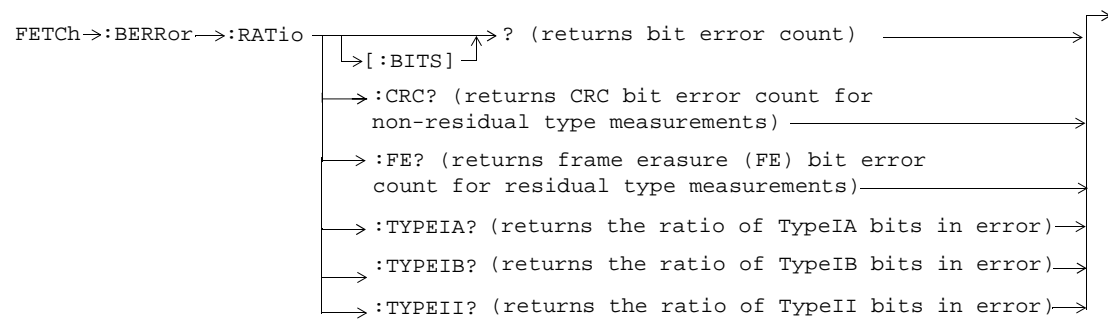 FETCh :BERRor :RATio ? (returns bit error count)
[:BITS]
:CRC? (returns CRC bit error count for
non-residual type measurements)
:FE? (returns frame erasure (FE) bit error
count for residual type measurements)
:TYPEIA? (returns the ratio of TypeIA bits in error)
:TYPEIB? (returns the ratio of TypeIB bits in error)
:TYPEII? (returns the ratio of TypeII bits in error)